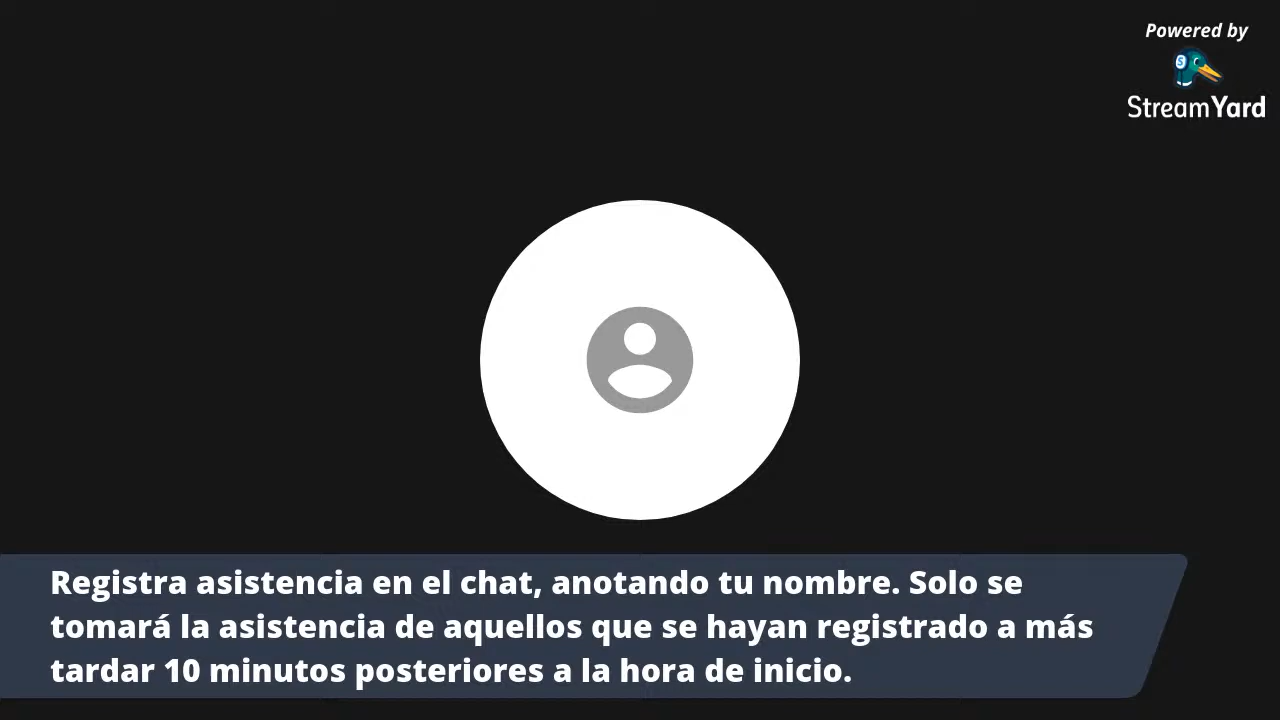 Powered by
StreamYard
Registra asistencia en el chat, anotando tu nombre. Solo se
tomará la asistencia de aquellos que se hayan registrado a más
tardar 10 minutos posteriores a la hora de inicio.